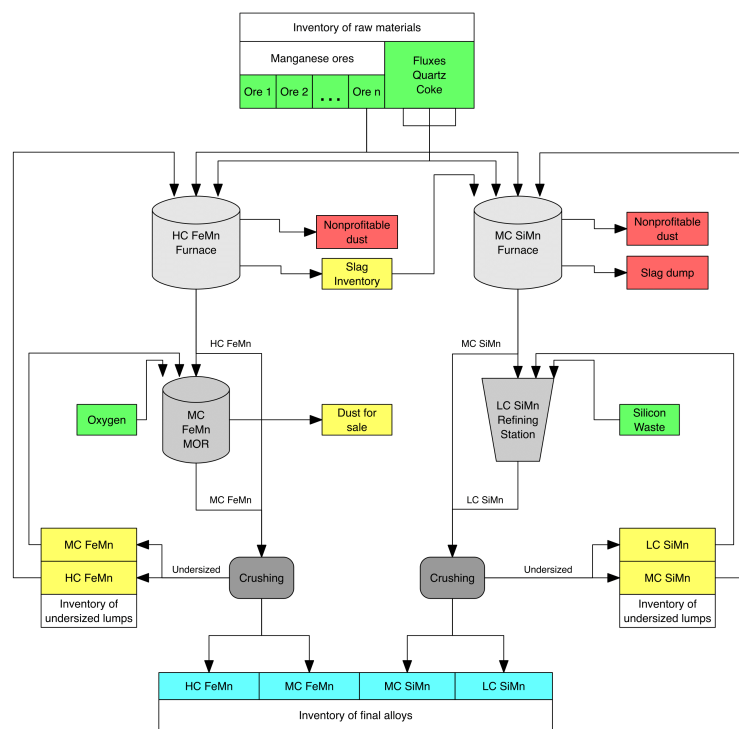 Inventory of raw materials
Manganese ores
Fluxes
Quartz
Coke
Ore 1
Ore 2
...
Ore n
HC FeMn
Furnace
Nonprofitable
dust
Slag
Inventory
MC SiMn
Furnace
Nonprofitable
dust
Slag dump
HC FeMn
MC SiMn
Oxygen
MC
FeMn
MOR
Dust for
sale
LC SiMn
Refining
Station
Silicon
Waste
MC FeMn
LC SiMn
MC FeMn
HC FeMn
Inventory of
undersized lumps
Undersized
Crushing
Crushing
Undersized
LC SiMn
MC SiMn
Inventory of
undersized lumps
HC FeMn
MC FeMn
MC SiMn
LC SiMn
Inventory of final alloys